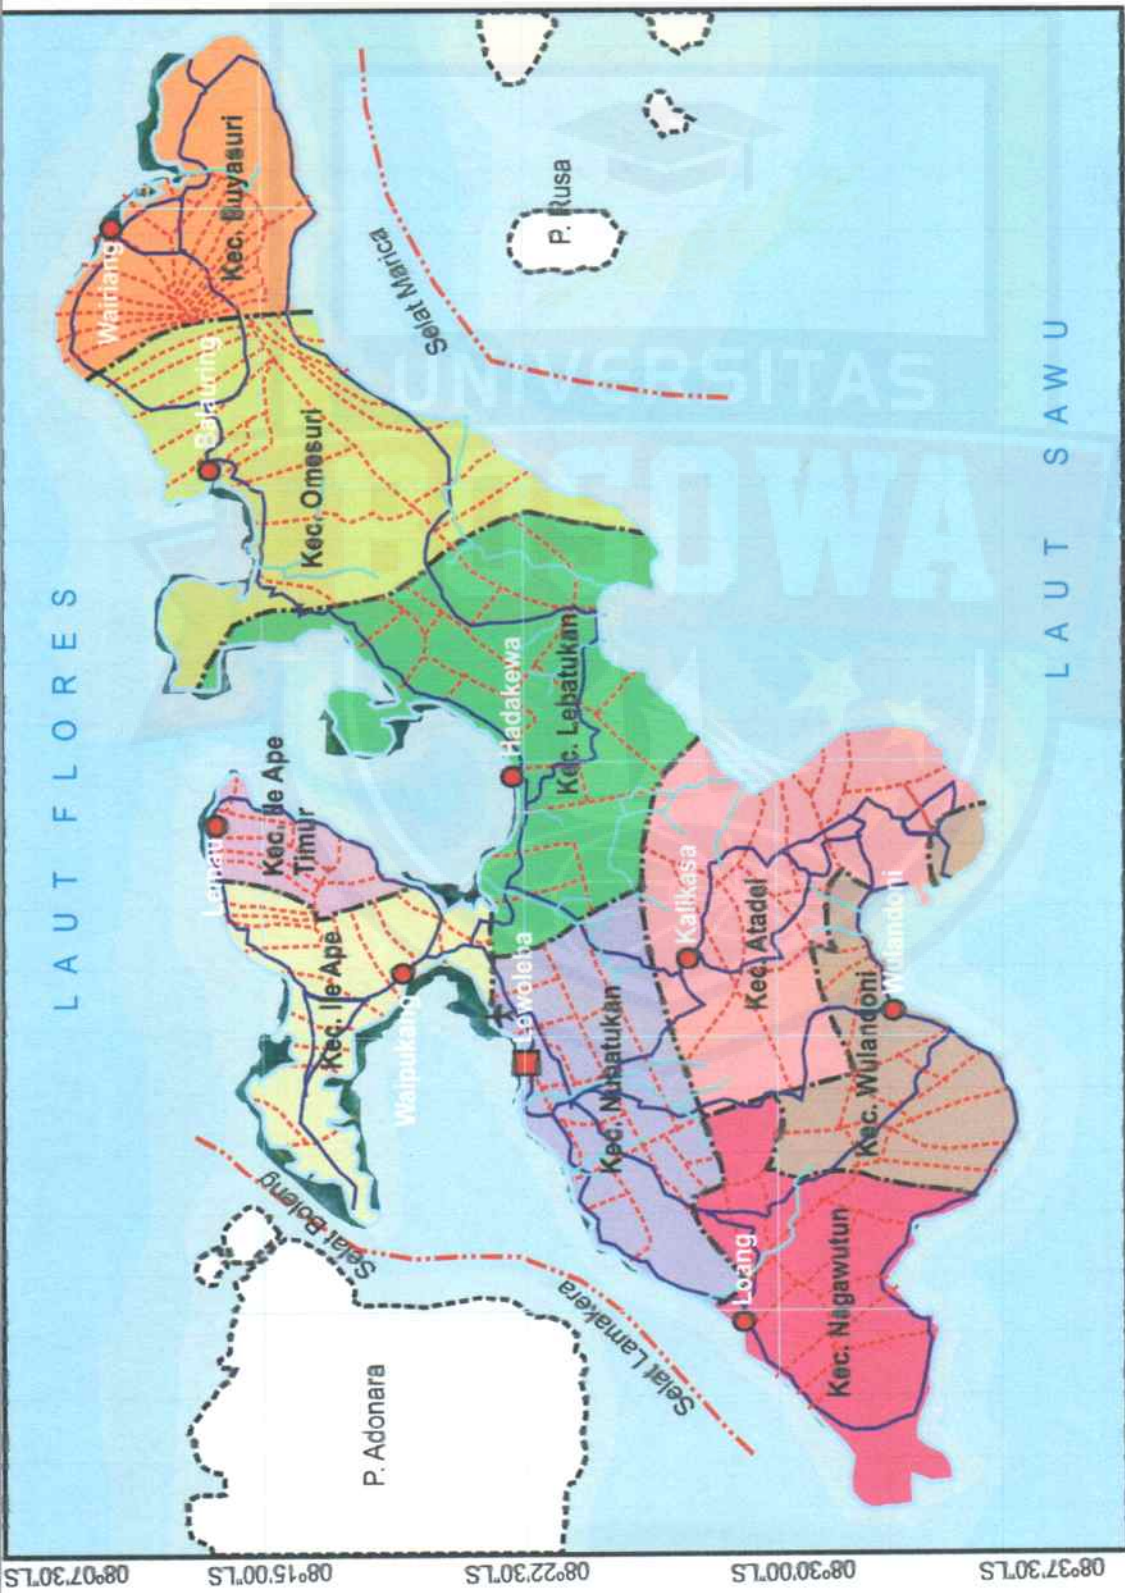 LAUT FLORES
Wairiang
Kec. Buyasuri
Balauring
Kec. Omesuri
Selat Marica
P. Rusa
UNIVERSITAS
BOSOWA
LAUT SAWU
Hadakewa
Kec. Lebatukan
Lemau
Kec. Ile Ape
Timur
Kec. Ile Ape
Waipukang
Lewoleba
Kec. Nubatukan
Kalikasa
Kec. Atadei
Wulandoni
Kec. Wulandoni
Loang
Kec. Nagawutun
Selat Boleng
Selat Lamakera
P. Adonara
08°07'30"LS
08°15'00"LS
08°22'30"LS
08°30'00"LS
08°37'30"LS